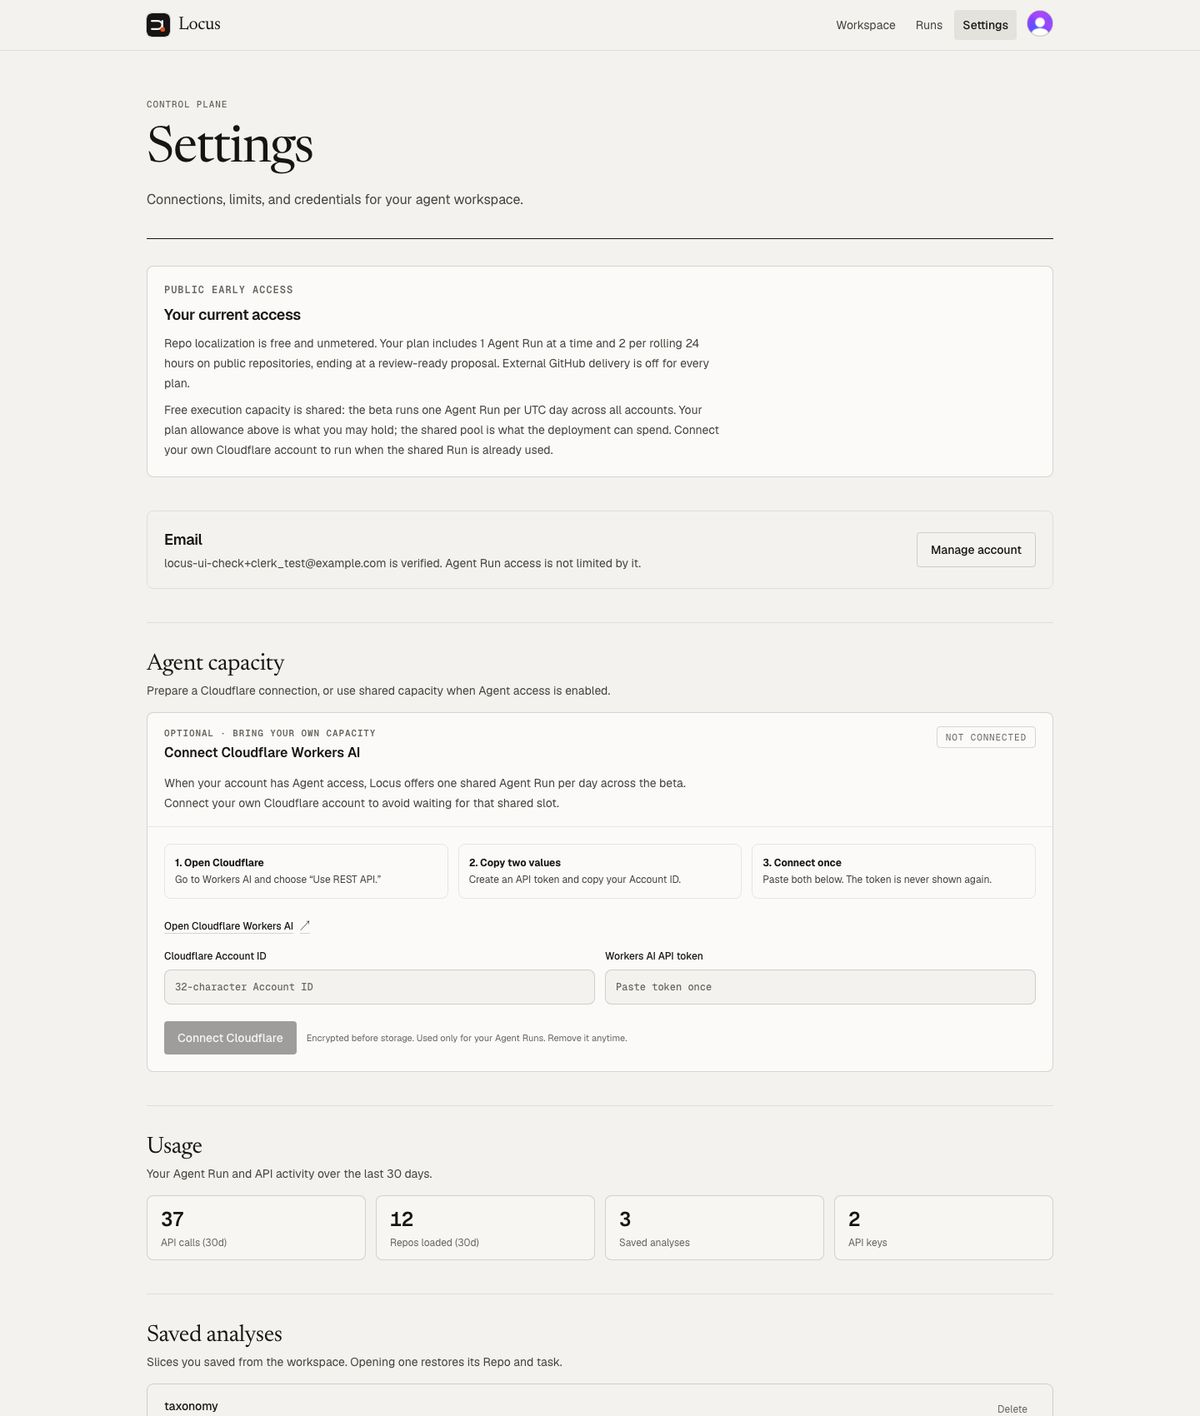 Locus
Workspace
Runs
Settings
CONTROL PLANE
Settings
Connections, limits, and credentials for your agent workspace.
PUBLIC EARLY ACCESS
Your current access
Repo localization is free and unmetered. Your plan includes 1 Agent Run at a time and 2 per rolling 24
hours on public repositories, ending at a review-ready proposal. External GitHub delivery is off for every
plan.
Free execution capacity is shared: the beta runs one Agent Run per UTC day across all accounts. Your
plan allowance above is what you may hold; the shared pool is what the deployment can spend. Connect
your own Cloudflare account to run when the shared Run is already used.
Email
locus-ui-check+clerk_test@example.com is verified. Agent Run access is not limited by it.
Manage account
Agent capacity
Prepare a Cloudflare connection, or use shared capacity when Agent access is enabled.
OPTIONAL · BRING YOUR OWN CAPACITY
NOT CONNECTED
Connect Cloudflare Workers AI
When your account has Agent access, Locus offers one shared Agent Run per day across the beta.
Connect your own Cloudflare account to avoid waiting for that shared slot.
1. Open Cloudflare
Go to Workers AI and choose “Use REST API.”
2. Copy two values
Create an API token and copy your Account ID.
3. Connect once
Paste both below. The token is never shown again.
Open Cloudflare Workers AI ↗
Cloudflare Account ID
32-character Account ID
Workers AI API token
Paste token once
Connect Cloudflare
Encrypted before storage. Used only for your Agent Runs. Remove it anytime.
Usage
Your Agent Run and API activity over the last 30 days.
37
API calls (30d)
12
Repos loaded (30d)
3
Saved analyses
2
API keys
Saved analyses
Slices you saved from the workspace. Opening one restores its Repo and task.
taxonomy
Delete